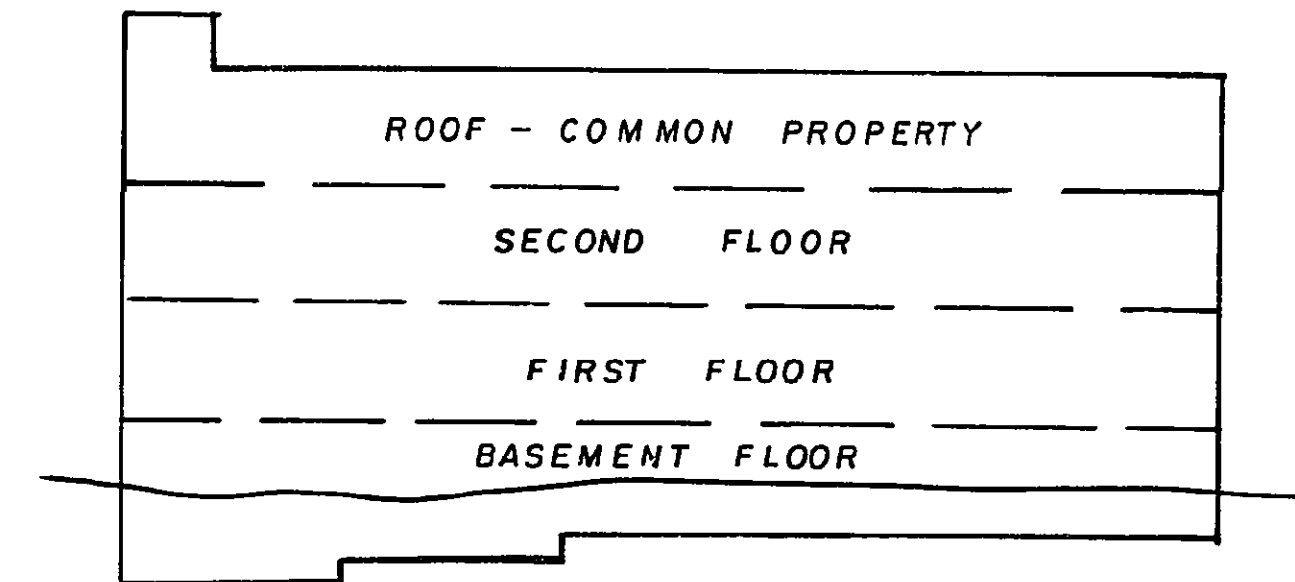 ROOF - COMMON PROPERTY
SECOND FLOOR
FIRST FLOOR
BASEMENT FLOOR